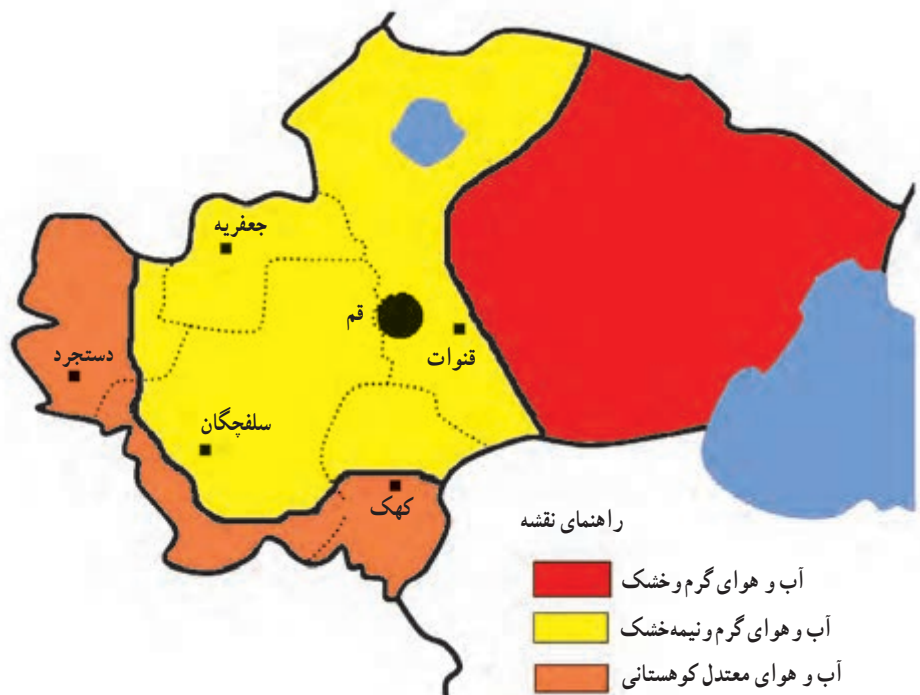 جعفریه
قم
قنوات
دستجرد
سلفچگان
کهک
راهنمای نقشه
آب و هوای گرم و خشک
آب و هوای گرم و نیمه‌خشک
آب و هوای معتدل کوهستانی